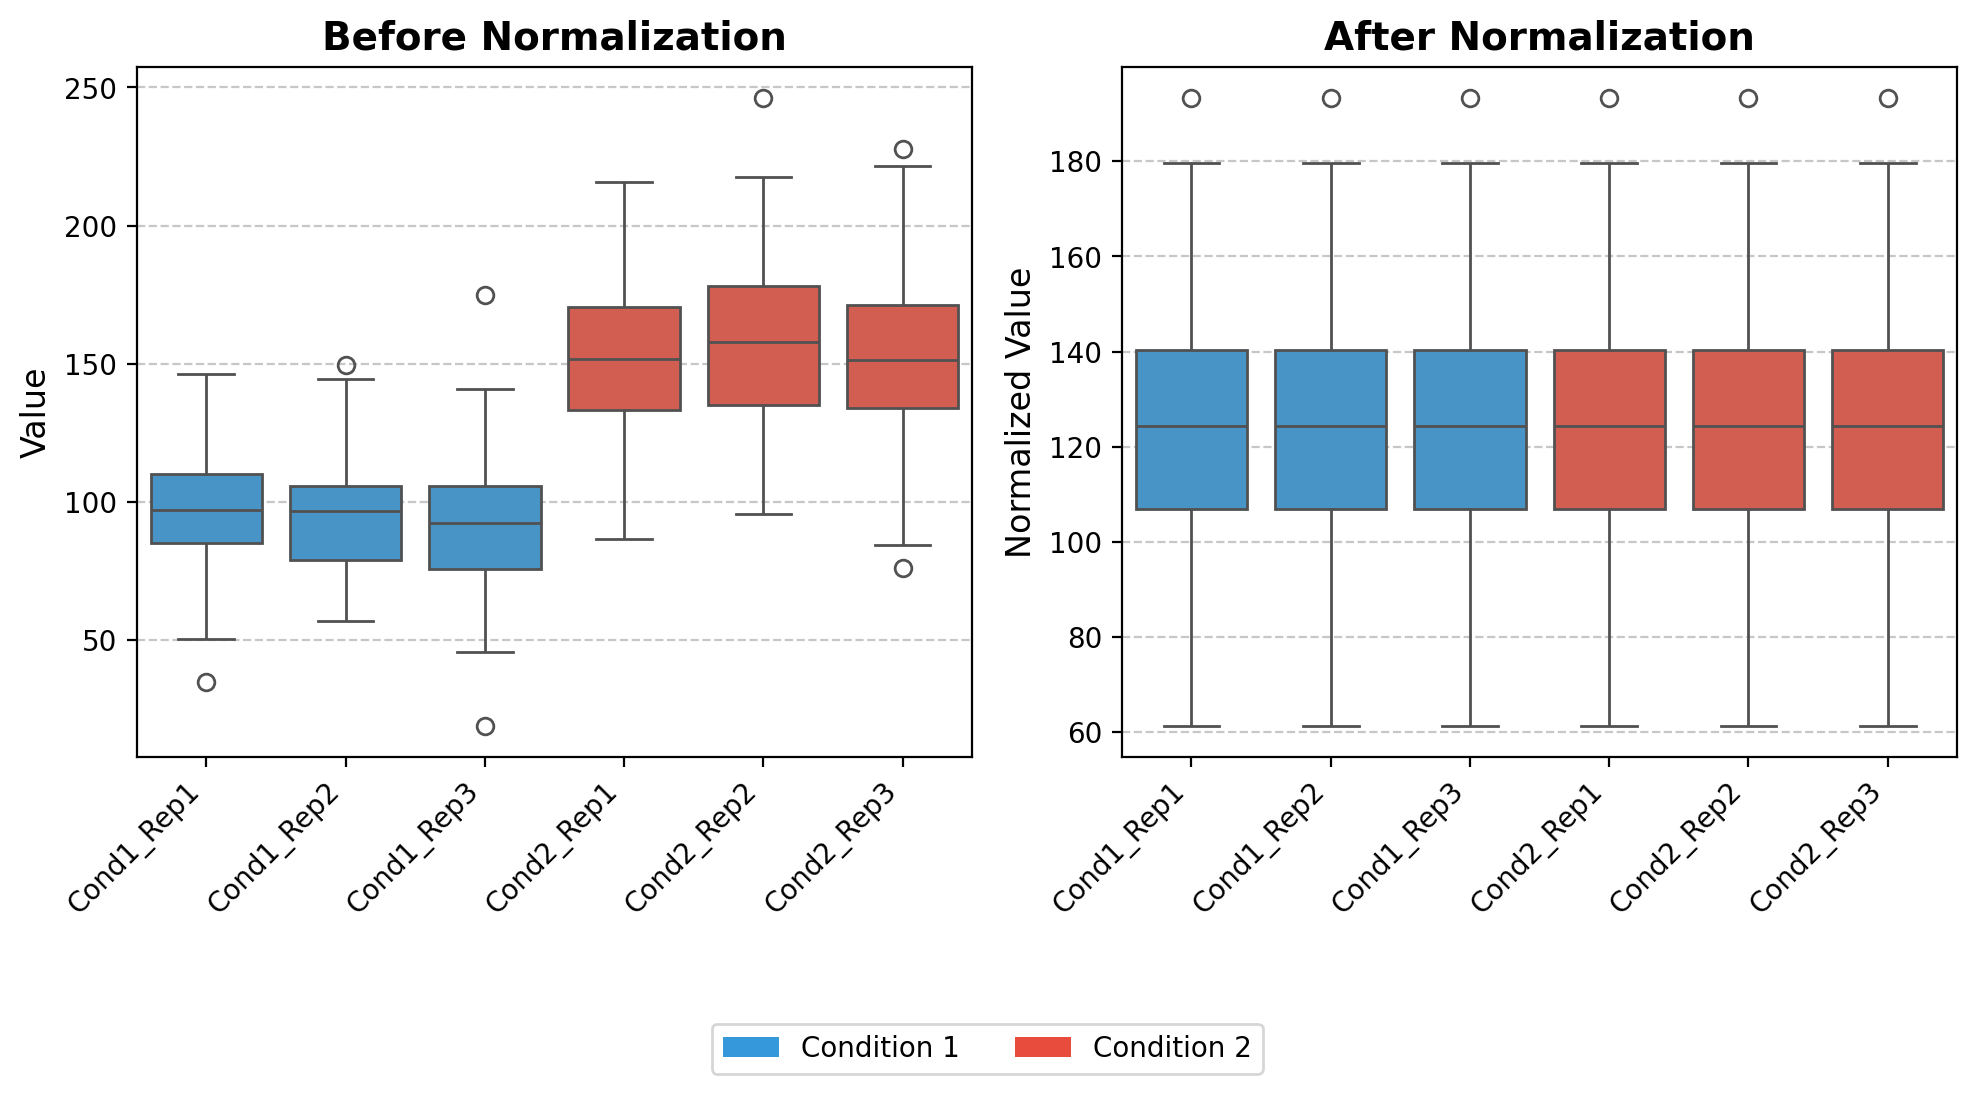 Before Normalization
Value
250
200
150
100
50
Cond1_Rep1
Cond1_Rep2
Cond1_Rep3
Cond2_Rep1
Cond2_Rep2
Cond2_Rep3
After Normalization
Normalized Value
180
160
140
120
100
80
60
Cond1_Rep1
Cond1_Rep2
Cond1_Rep3
Cond2_Rep1
Cond2_Rep2
Cond2_Rep3
Condition 1
Condition 2